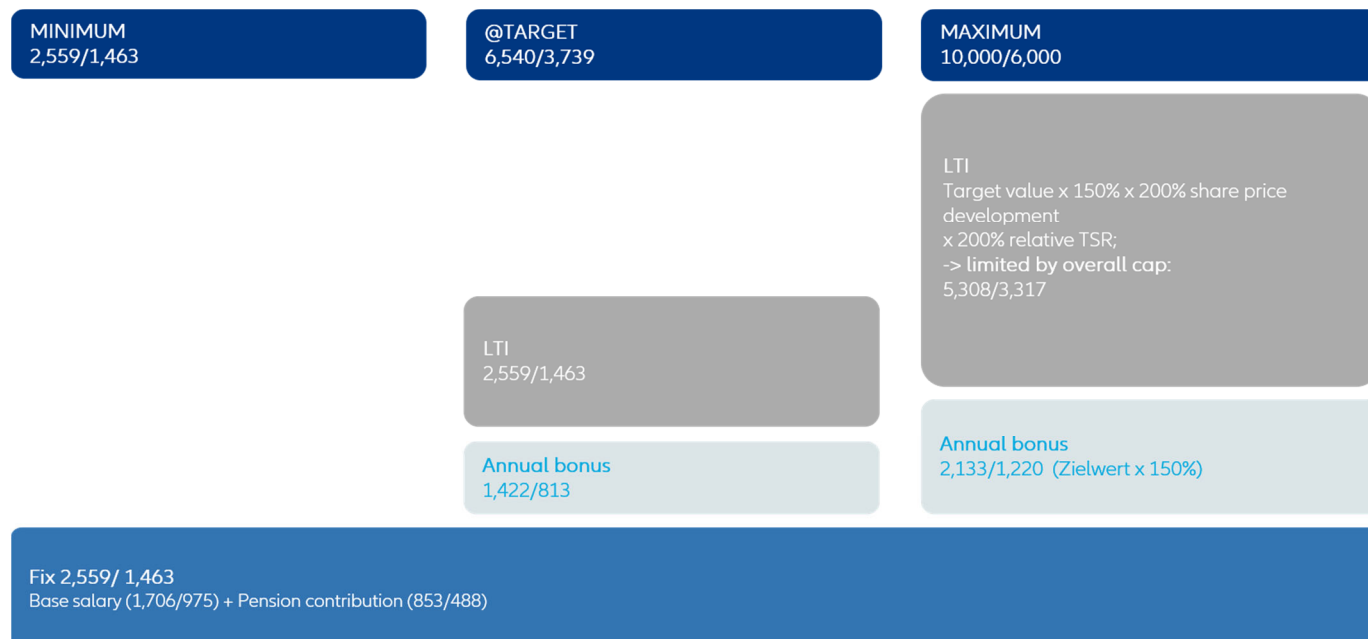 MINIMUM
2,559/1,463
@TARGET
6,540/3,739
MAXIMUM
10,000/6,000
LTI
Target value x 150% x 200% share price
development
x 200% relative TSR;
-> limited by overall cap:
5,308/3,317
LTI
2,559/1,463
Annual bonus
1,422/813
Annual bonus
2,133/1,220 (Zielwert x 150%)
Fix 2,559/ 1,463
Base salary (1,706/975) + Pension contribution (853/488)